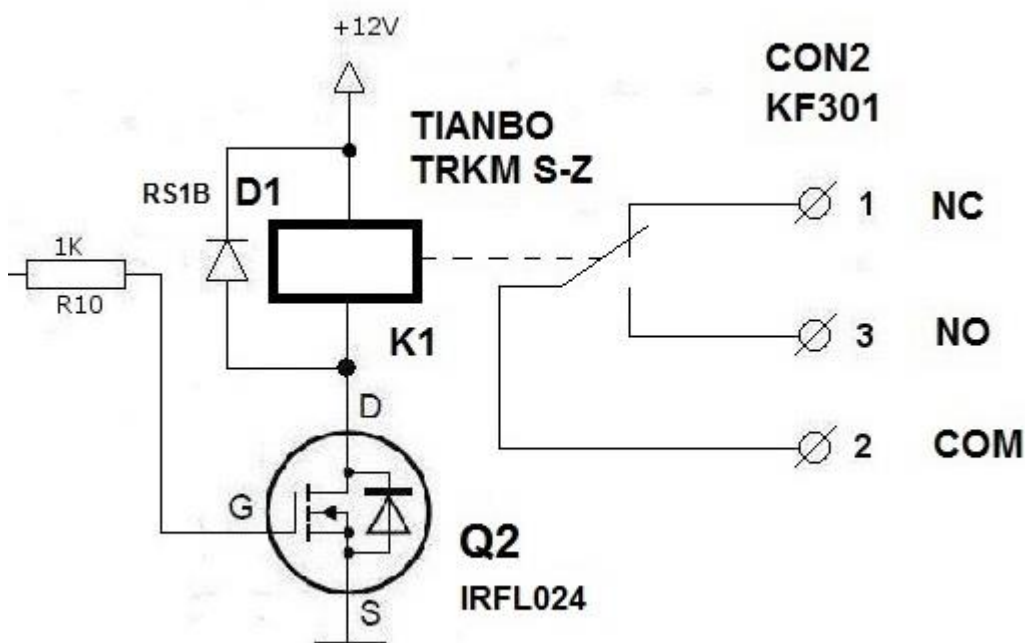 +12V
CON2
KF301
TIANBO
TRKM S-Z
RS1B D1
1 NC
1K
R10
K1
3 NO
D
2 COM
G
Q2
IRFL024
S